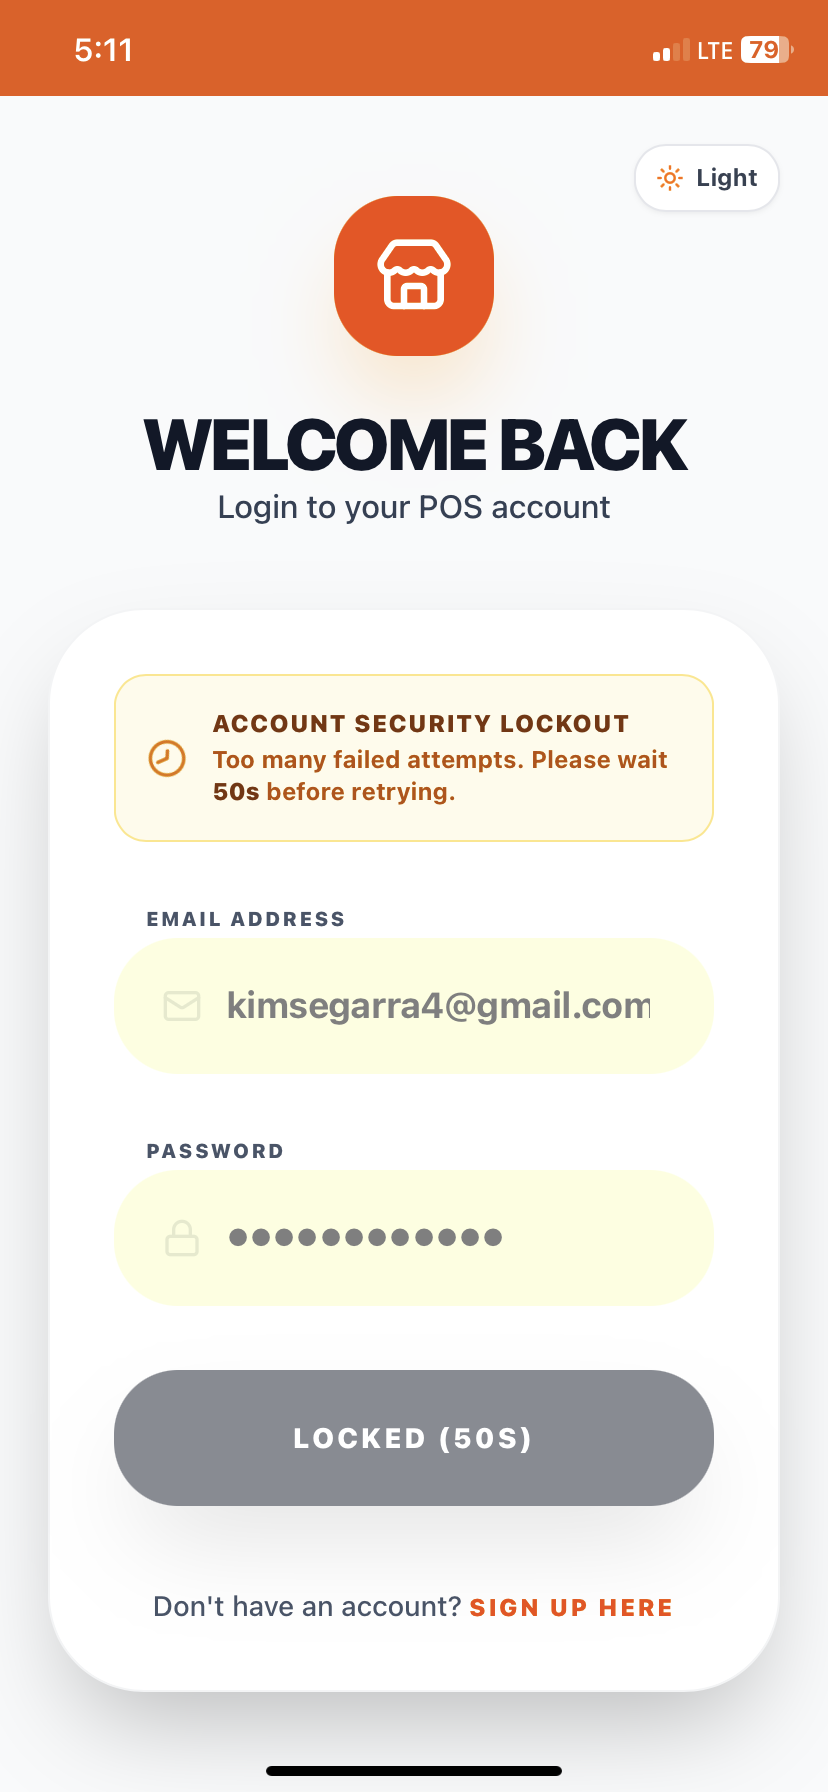 5:11
LTE 79
Light
WELCOME BACK
Login to your POS account
ACCOUNT SECURITY LOCKOUT
Too many failed attempts. Please wait
50s before retrying.
EMAIL ADDRESS
kimsegarra4@gmail.com
PASSWORD
●●●●●●●●●●●●
LOCKED (50S)
Don't have an account? SIGN UP HERE